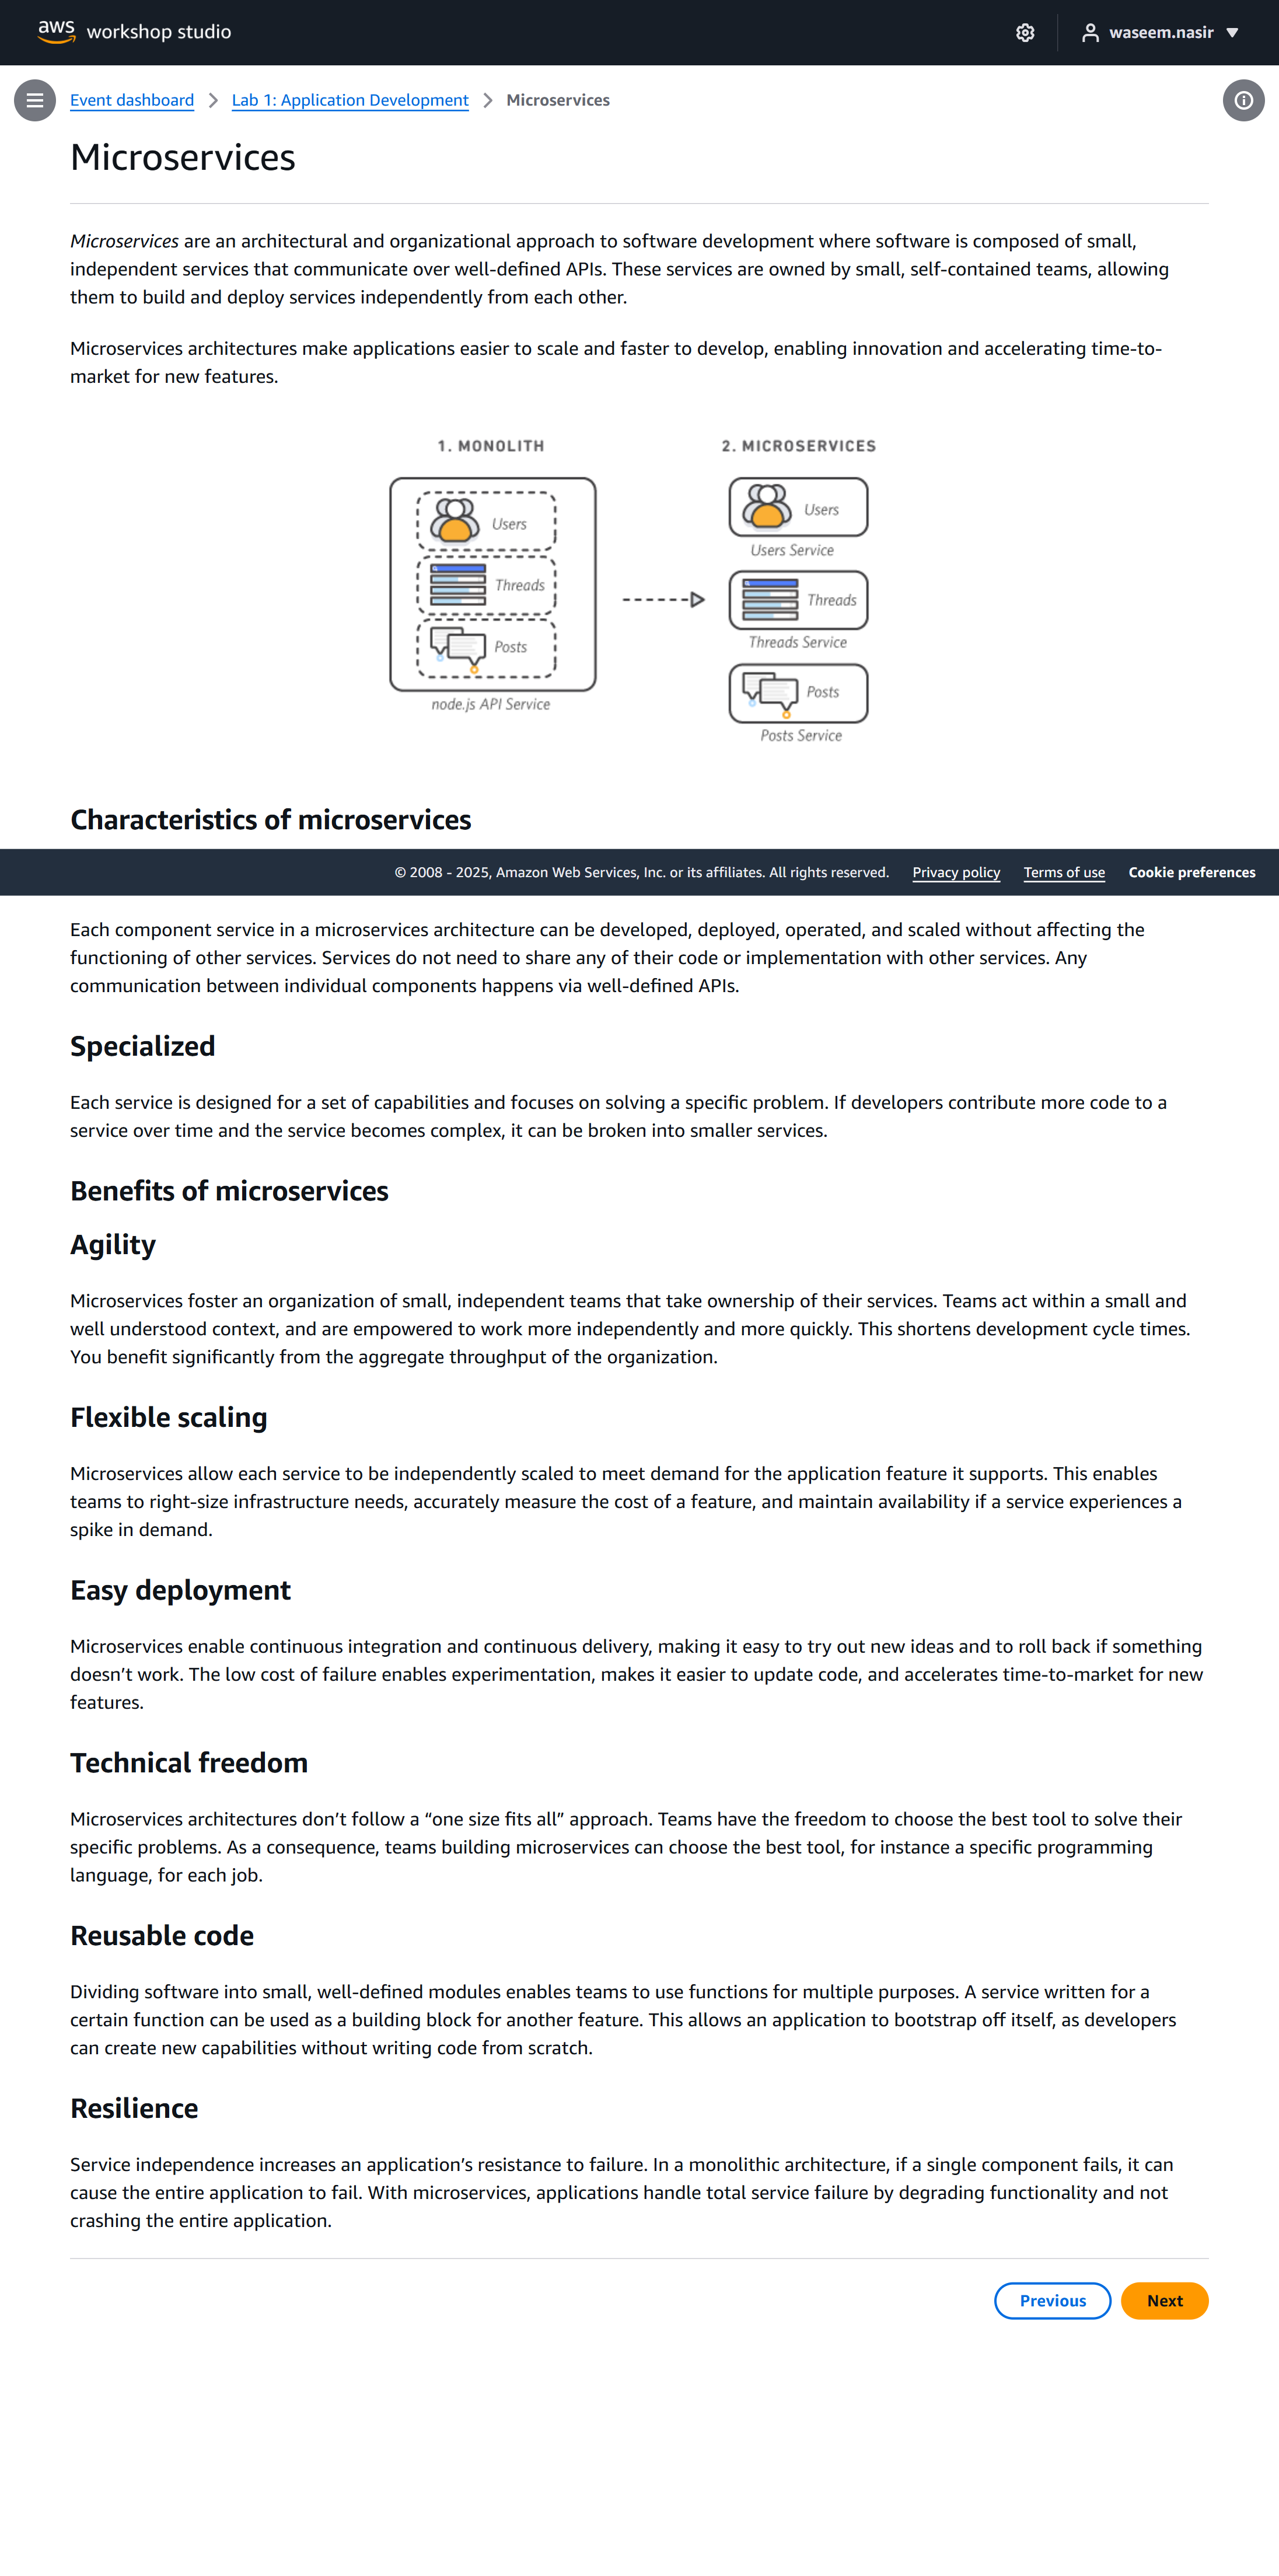 aws workshop studio
waseem.nasir
Event dashboard
Lab 1: Application Development
Microservices
Microservices
Microservices are an architectural and organizational approach to software development where software is composed of small,
independent services that communicate over well-defined APIs. These services are owned by small, self-contained teams, allowing
them to build and deploy services independently from each other.
Microservices architectures make applications easier to scale and faster to develop, enabling innovation and accelerating time-to-
market for new features.
1. MONOLITH
Users
Threads
Posts
node.js API Service
2. MICROSERVICES
Users
Users Service
Threads
Threads Service
Posts
Posts Service
Characteristics of microservices
© 2008 - 2025, Amazon Web Services, Inc. or its affiliates. All rights reserved.
Privacy policy
Terms of use
Cookie preferences
Each component service in a microservices architecture can be developed, deployed, operated, and scaled without affecting the
functioning of other services. Services do not need to share any of their code or implementation with other services. Any
communication between individual components happens via well-defined APIs.
Specialized
Each service is designed for a set of capabilities and focuses on solving a specific problem. If developers contribute more code to a
service over time and the service becomes complex, it can be broken into smaller services.
Benefits of microservices
Agility
Microservices foster an organization of small, independent teams that take ownership of their services. Teams act within a small and
well understood context, and are empowered to work more independently and more quickly. This shortens development cycle times.
You benefit significantly from the aggregate throughput of the organization.
Flexible scaling
Microservices allow each service to be independently scaled to meet demand for the application feature it supports. This enables
teams to right-size infrastructure needs, accurately measure the cost of a feature, and maintain availability if a service experiences a
spike in demand.
Easy deployment
Microservices enable continuous integration and continuous delivery, making it easy to try out new ideas and to roll back if something
doesn’t work. The low cost of failure enables experimentation, makes it easier to update code, and accelerates time-to-market for new
features.
Technical freedom
Microservices architectures don’t follow a “one size fits all” approach. Teams have the freedom to choose the best tool to solve their
specific problems. As a consequence, teams building microservices can choose the best tool, for instance a specific programming
language, for each job.
Reusable code
Dividing software into small, well-defined modules enables teams to use functions for multiple purposes. A service written for a
certain function can be used as a building block for another feature. This allows an application to bootstrap off itself, as developers
can create new capabilities without writing code from scratch.
Resilience
Service independence increases an application’s resistance to failure. In a monolithic architecture, if a single component fails, it can
cause the entire application to fail. With microservices, applications handle total service failure by degrading functionality and not
crashing the entire application.
Previous
Next